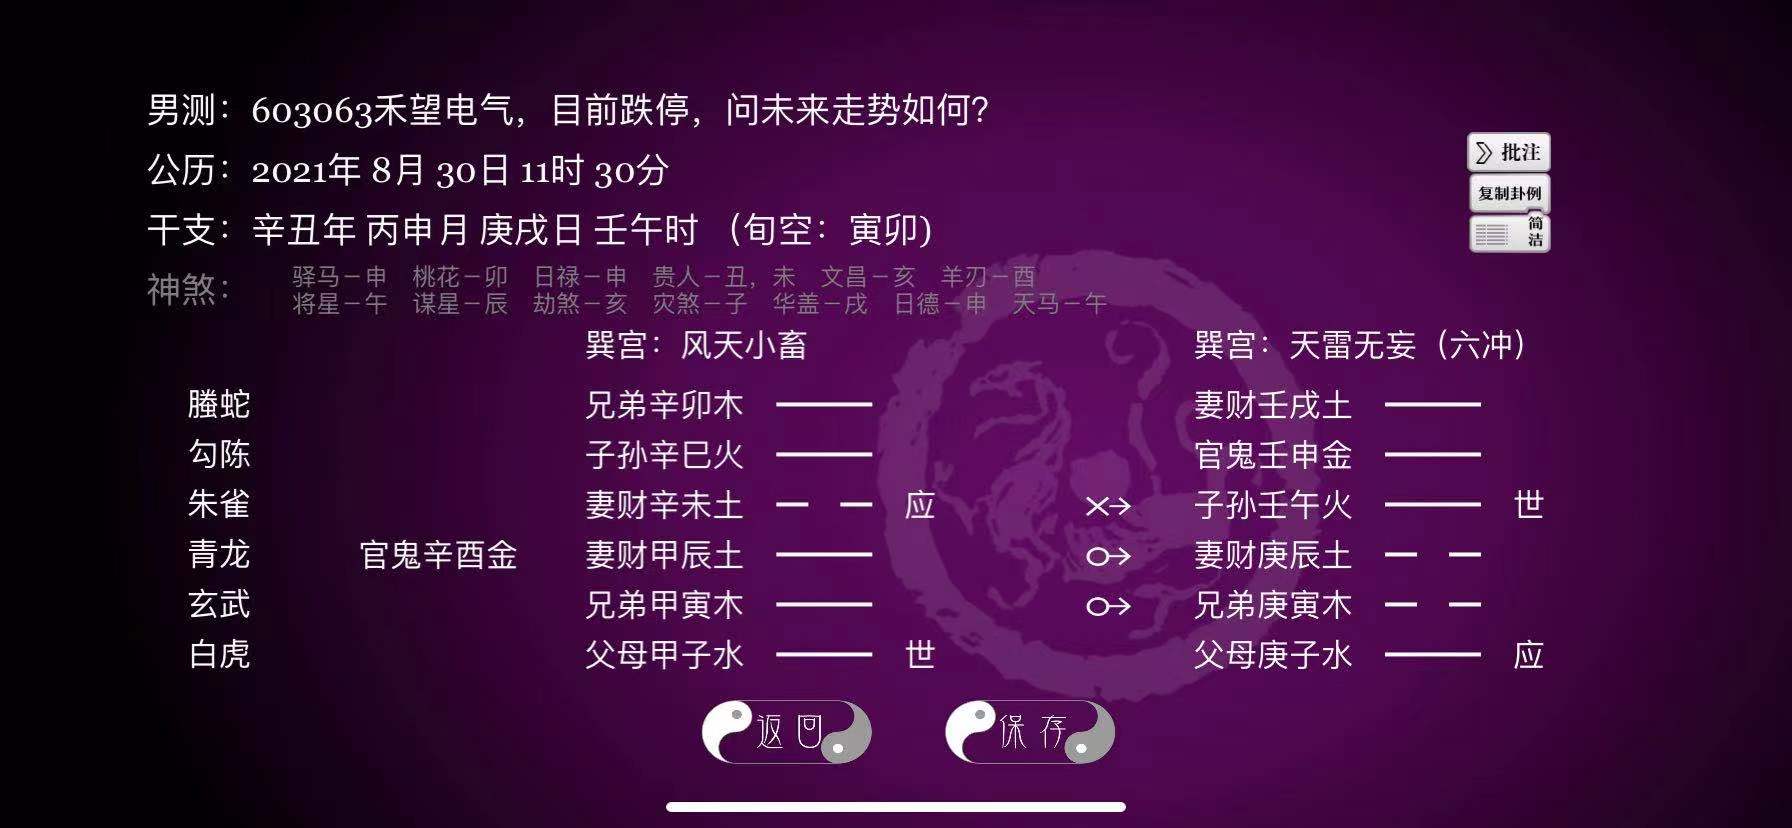 男测：603063禾望电气，目前跌停，问未来走势如何？
公历：2021年 8月 30日 11时 30分
干支：辛丑年 丙申月 庚戌日 壬午时 （旬空：寅卯）
神煞：
驿马－申 桃花－卯 日禄－申 贵人－丑，未 文昌－亥 羊刃－酉
将星－午 谋星－辰 劫煞－亥 灾煞－子 华盖－戌 日德－申 天马－午
批注
复制卦例
简洁
巽宫：风天小畜 巽宫：天雷无妄（六冲）
螣蛇 兄弟辛卯木 妻财壬戌土
勾陈 子孙辛巳火 官鬼壬申金
朱雀 妻财辛未土 应 ×→ 子孙壬午火 世
青龙 官鬼辛酉金 妻财甲辰土 ○→ 妻财庚辰土
玄武 兄弟甲寅木 ○→ 兄弟庚寅木
白虎 父母甲子水 世 父母庚子水 应
返回 保存